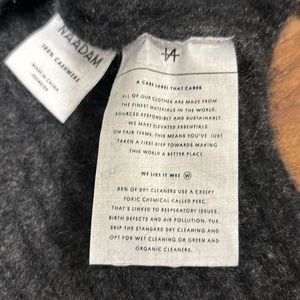 NAADAM
100% CASHMERE
MADE IN CHINA
A CARE LABEL THAT CARES
ALL OF OUR CLOTHES ARE MADE FROM
THE FINEST MATERIALS IN THE WORLD,
SOURCED RESPONSIBLY AND SUSTAINABLY.
WE MAKE ELEVATED ESSENTIALS
ON FAIR TERMS. THIS MEANS YOU'VE JUST
TAKEN A FIRST STEP TOWARDS MAKING
THIS WORLD A BETTER PLACE.
WE LIKE IT WET W
85% OF DRY CLEANERS USE A CREEPY
TOXIC CHEMICAL CALLED PERC,
THAT'S LINKED TO RESPIRATORY ISSUES,
BIRTH DEFECTS AND AIR POLLUTION. YUK.
SKIP THE STANDARD DRY CLEANING AND
OPT FOR WET CLEANING OR GREEN AND
ORGANIC CLEANERS.